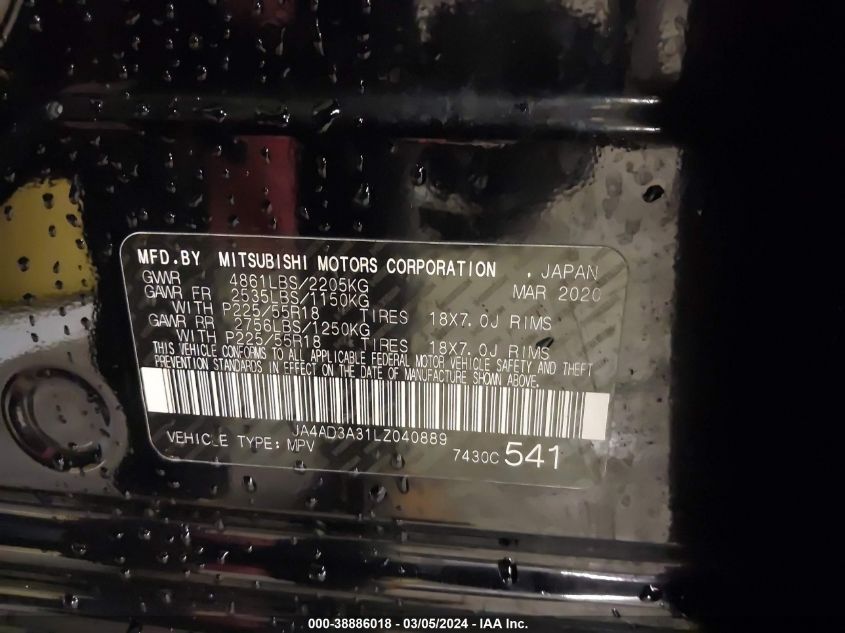 MFD.BY MITSUBISHI MOTORS CORPORATION , JAPAN
GVWR 4861LBS/2205KG MAR 2020
GAWR FR 2535LBS/1150KG
WITH P225/55R18 TIRES 18X7.0J RIMS
GAWR RR 2756LBS/1250KG
WITH P225/55R18 TIRES 18X7.0J RIMS
THIS VEHICLE CONFORMS TO ALL APPLICABLE FEDERAL MOTOR VEHICLE SAFETY AND THEFT
PREVENTION STANDARDS IN EFFECT ON THE DATE OF MANUFACTURE SHOWN ABOVE.
JA4AD3A31LZ040889
VEHICLE TYPE: MPV 7430C 541
000-38886018 - 03/05/2024 - IAA Inc.